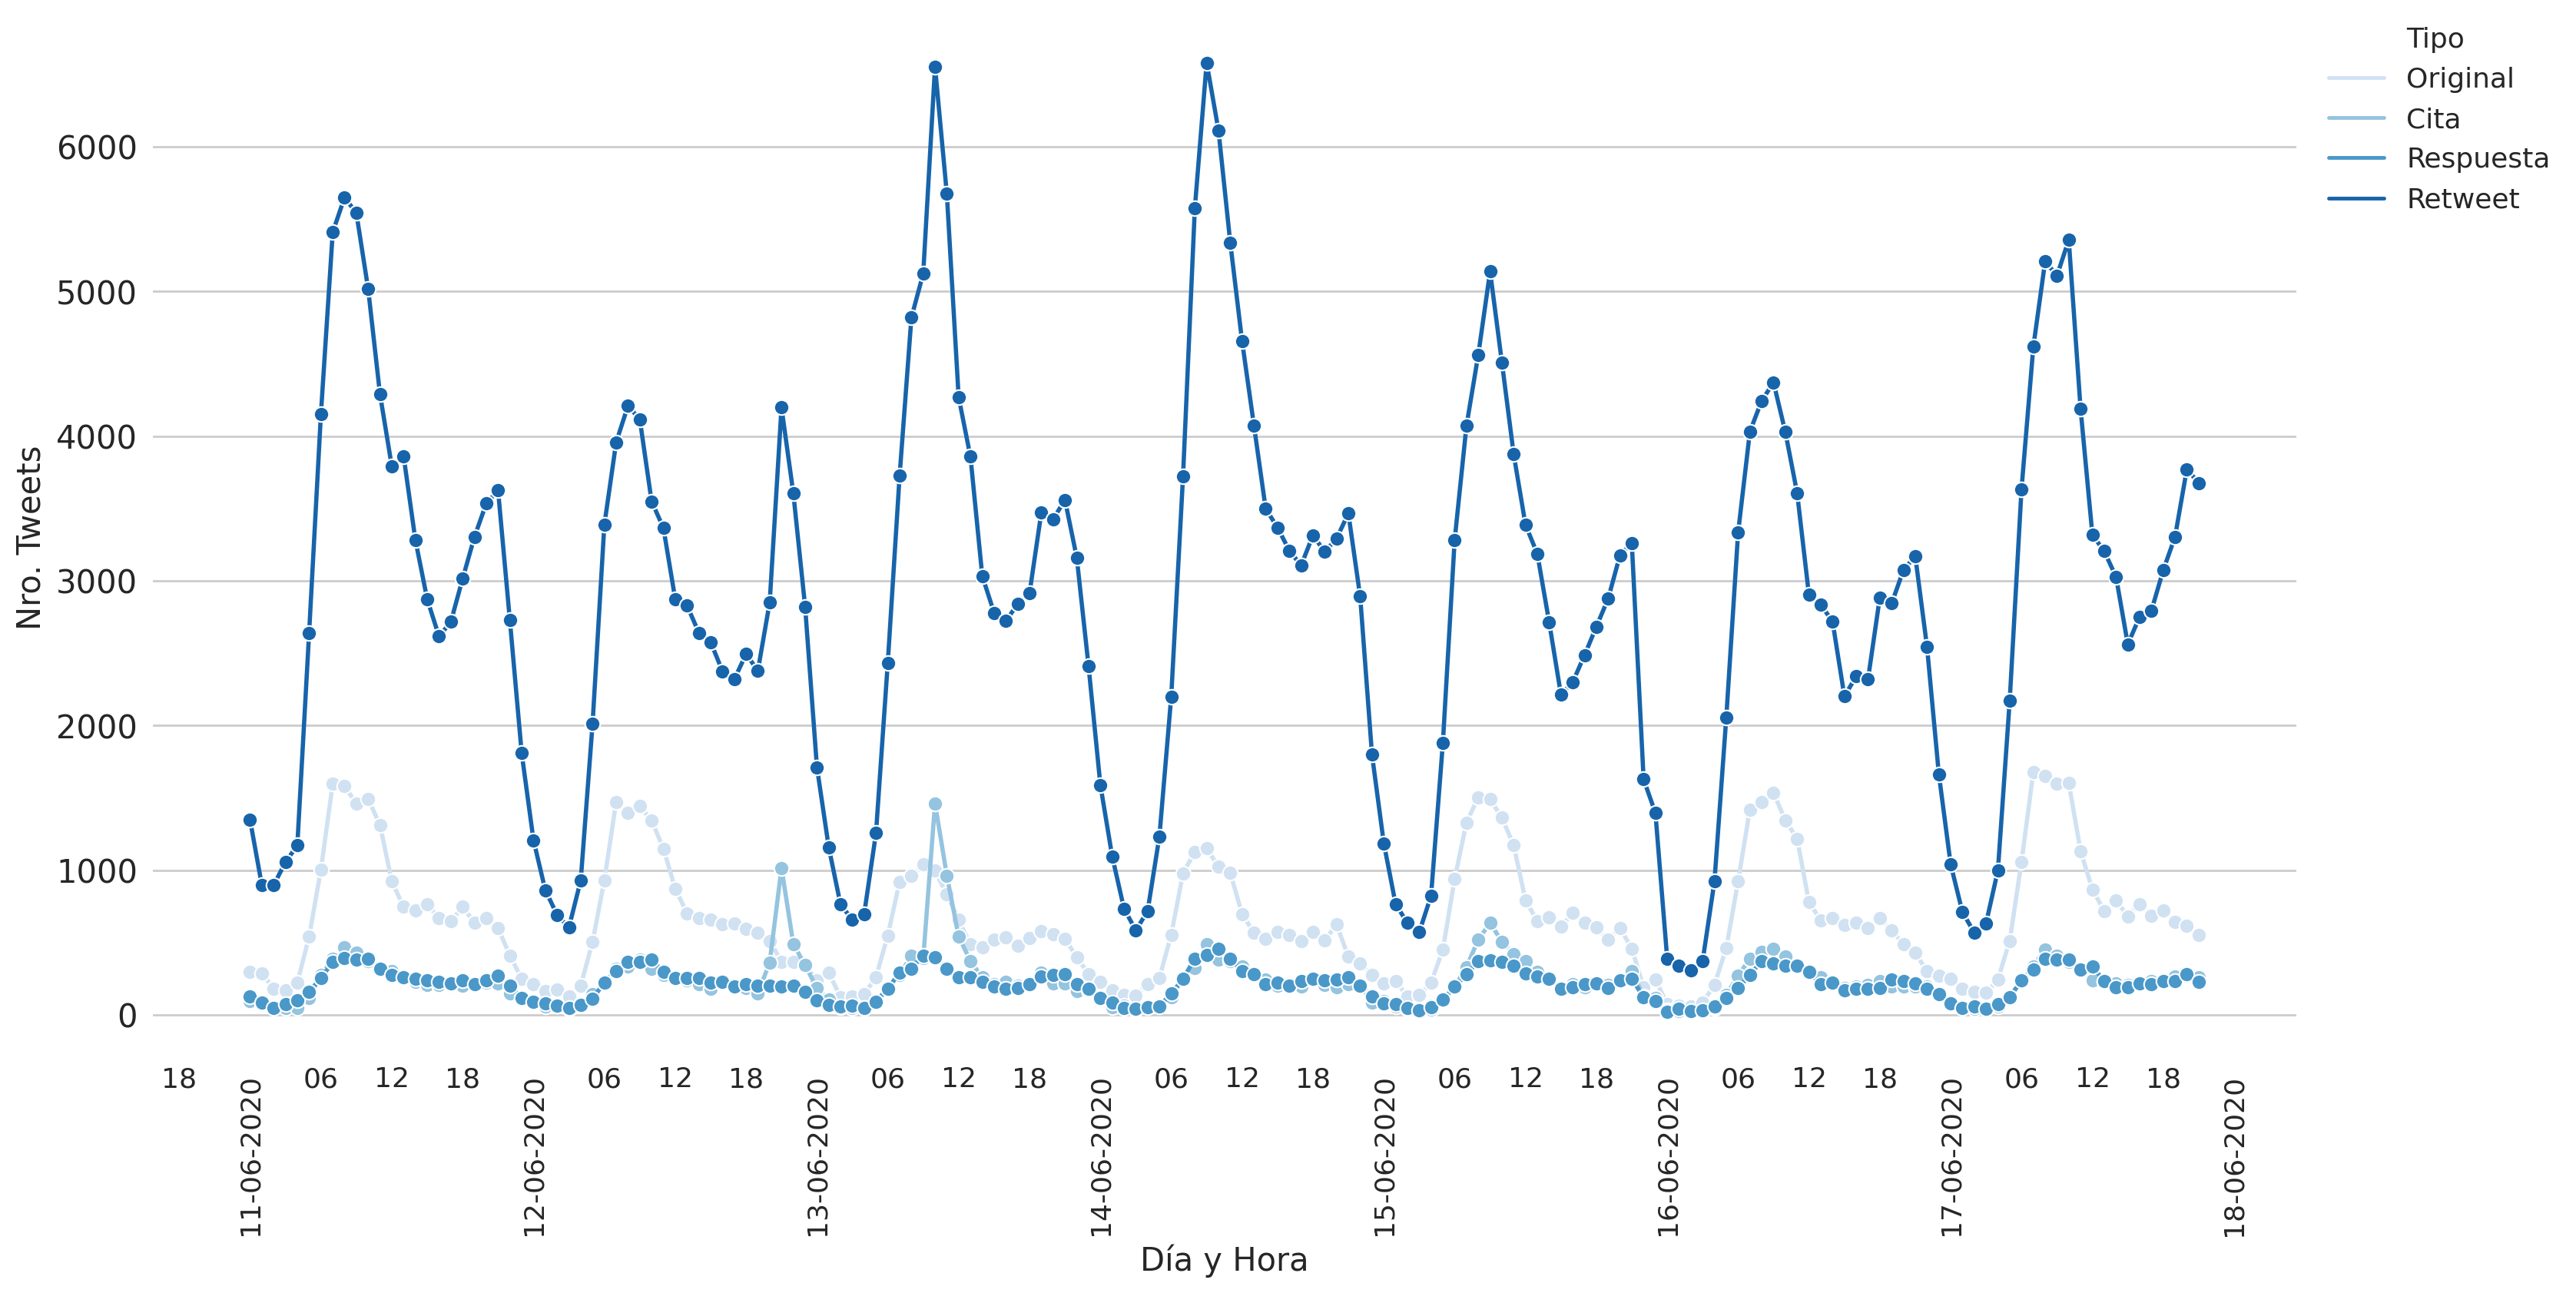 Tipo
Original
Cita
Respuesta
Retweet
Nro. Tweets
6000
5000
4000
3000
2000
1000
0
18 06 12 18 06 12 18 06 12 18 06 12 18 06 12 18 06 12 18 06 12 18
11-06-2020 12-06-2020 13-06-2020 14-06-2020 15-06-2020 16-06-2020 17-06-2020 18-06-2020
Día y Hora